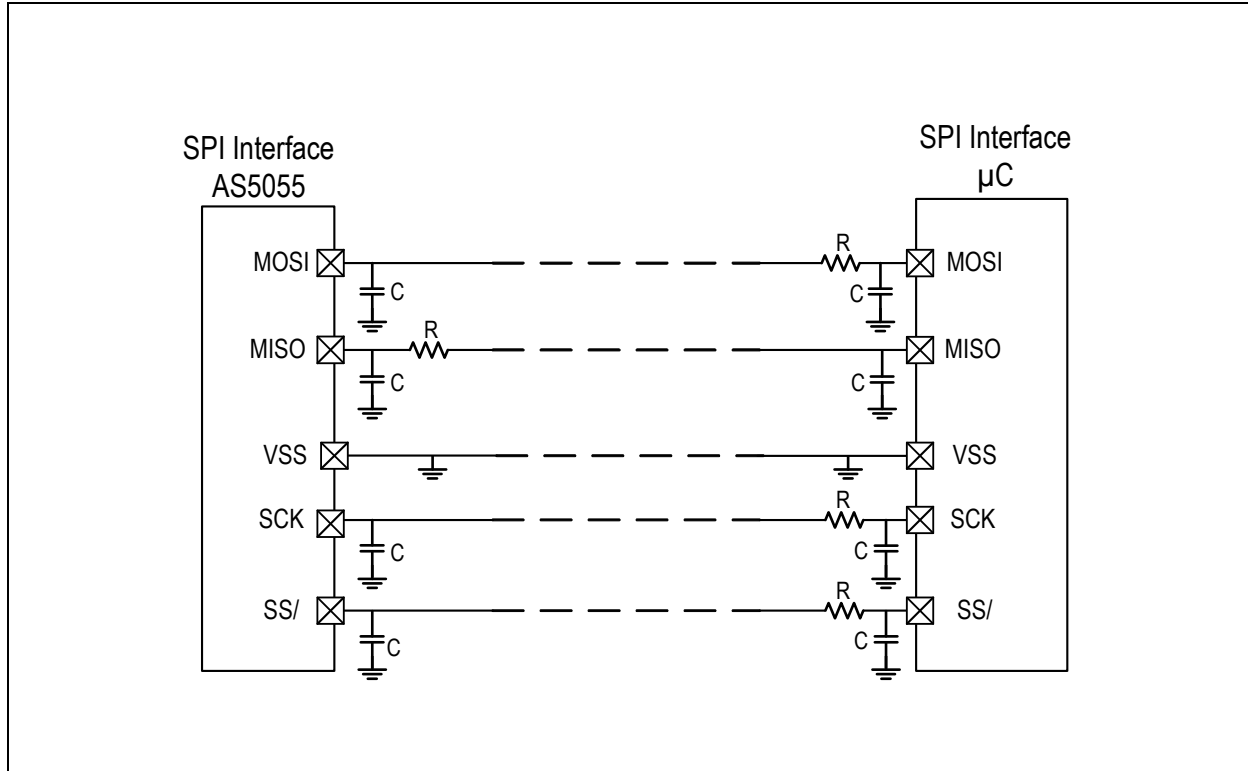 SPI Interface
AS5055
SPI Interface
µC
MOSI
C
R
C
MOSI
MISO
C
R
C
MISO
VSS
VSS
SCK
C
R
C
SCK
SS/
C
R
C
SS/